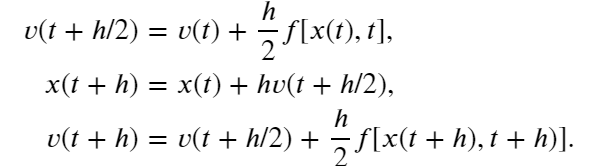 v(t + h/2) = v(t) + h/2 f[x(t), t],
x(t + h) = x(t) + hv(t + h/2),
v(t + h) = v(t + h/2) + h/2 f[x(t + h), t + h)].